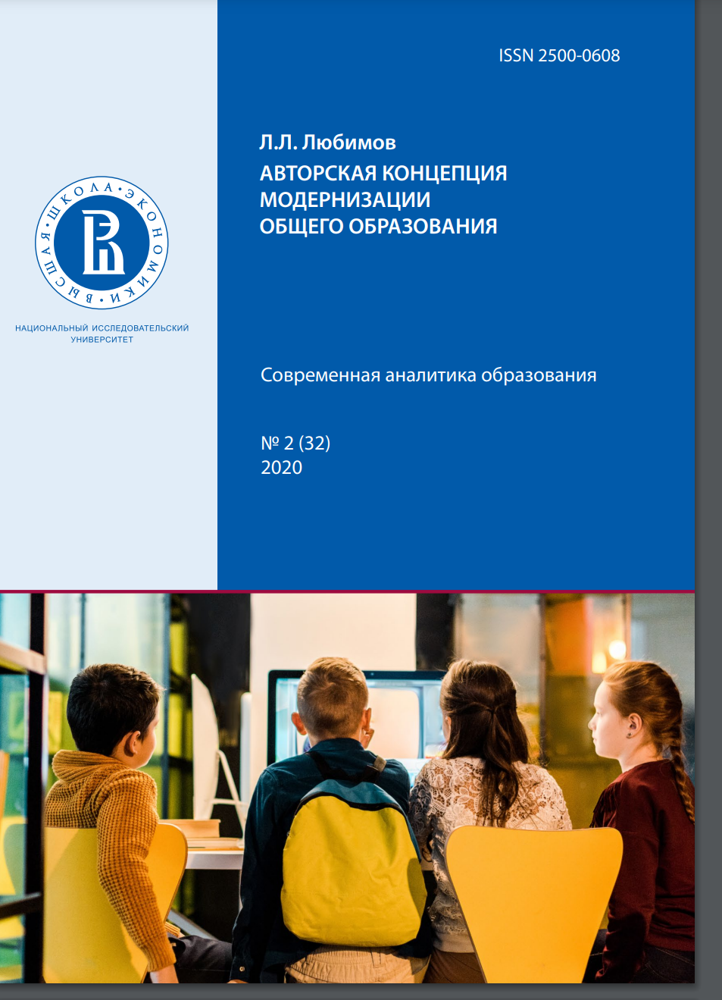 ISSN 2500-0608
Л.Л. Любимов
АВТОРСКАЯ КОНЦЕПЦИЯ
МОДЕРНИЗАЦИИ
ОБЩЕГО ОБРАЗОВАНИЯ
ВЫСШАЯ • ШКОЛА • ЭКОНОМИКИ •
НАЦИОНАЛЬНЫЙ ИССЛЕДОВАТЕЛЬСКИЙ
УНИВЕРСИТЕТ
Современная аналитика образования
№ 2 (32)
2020